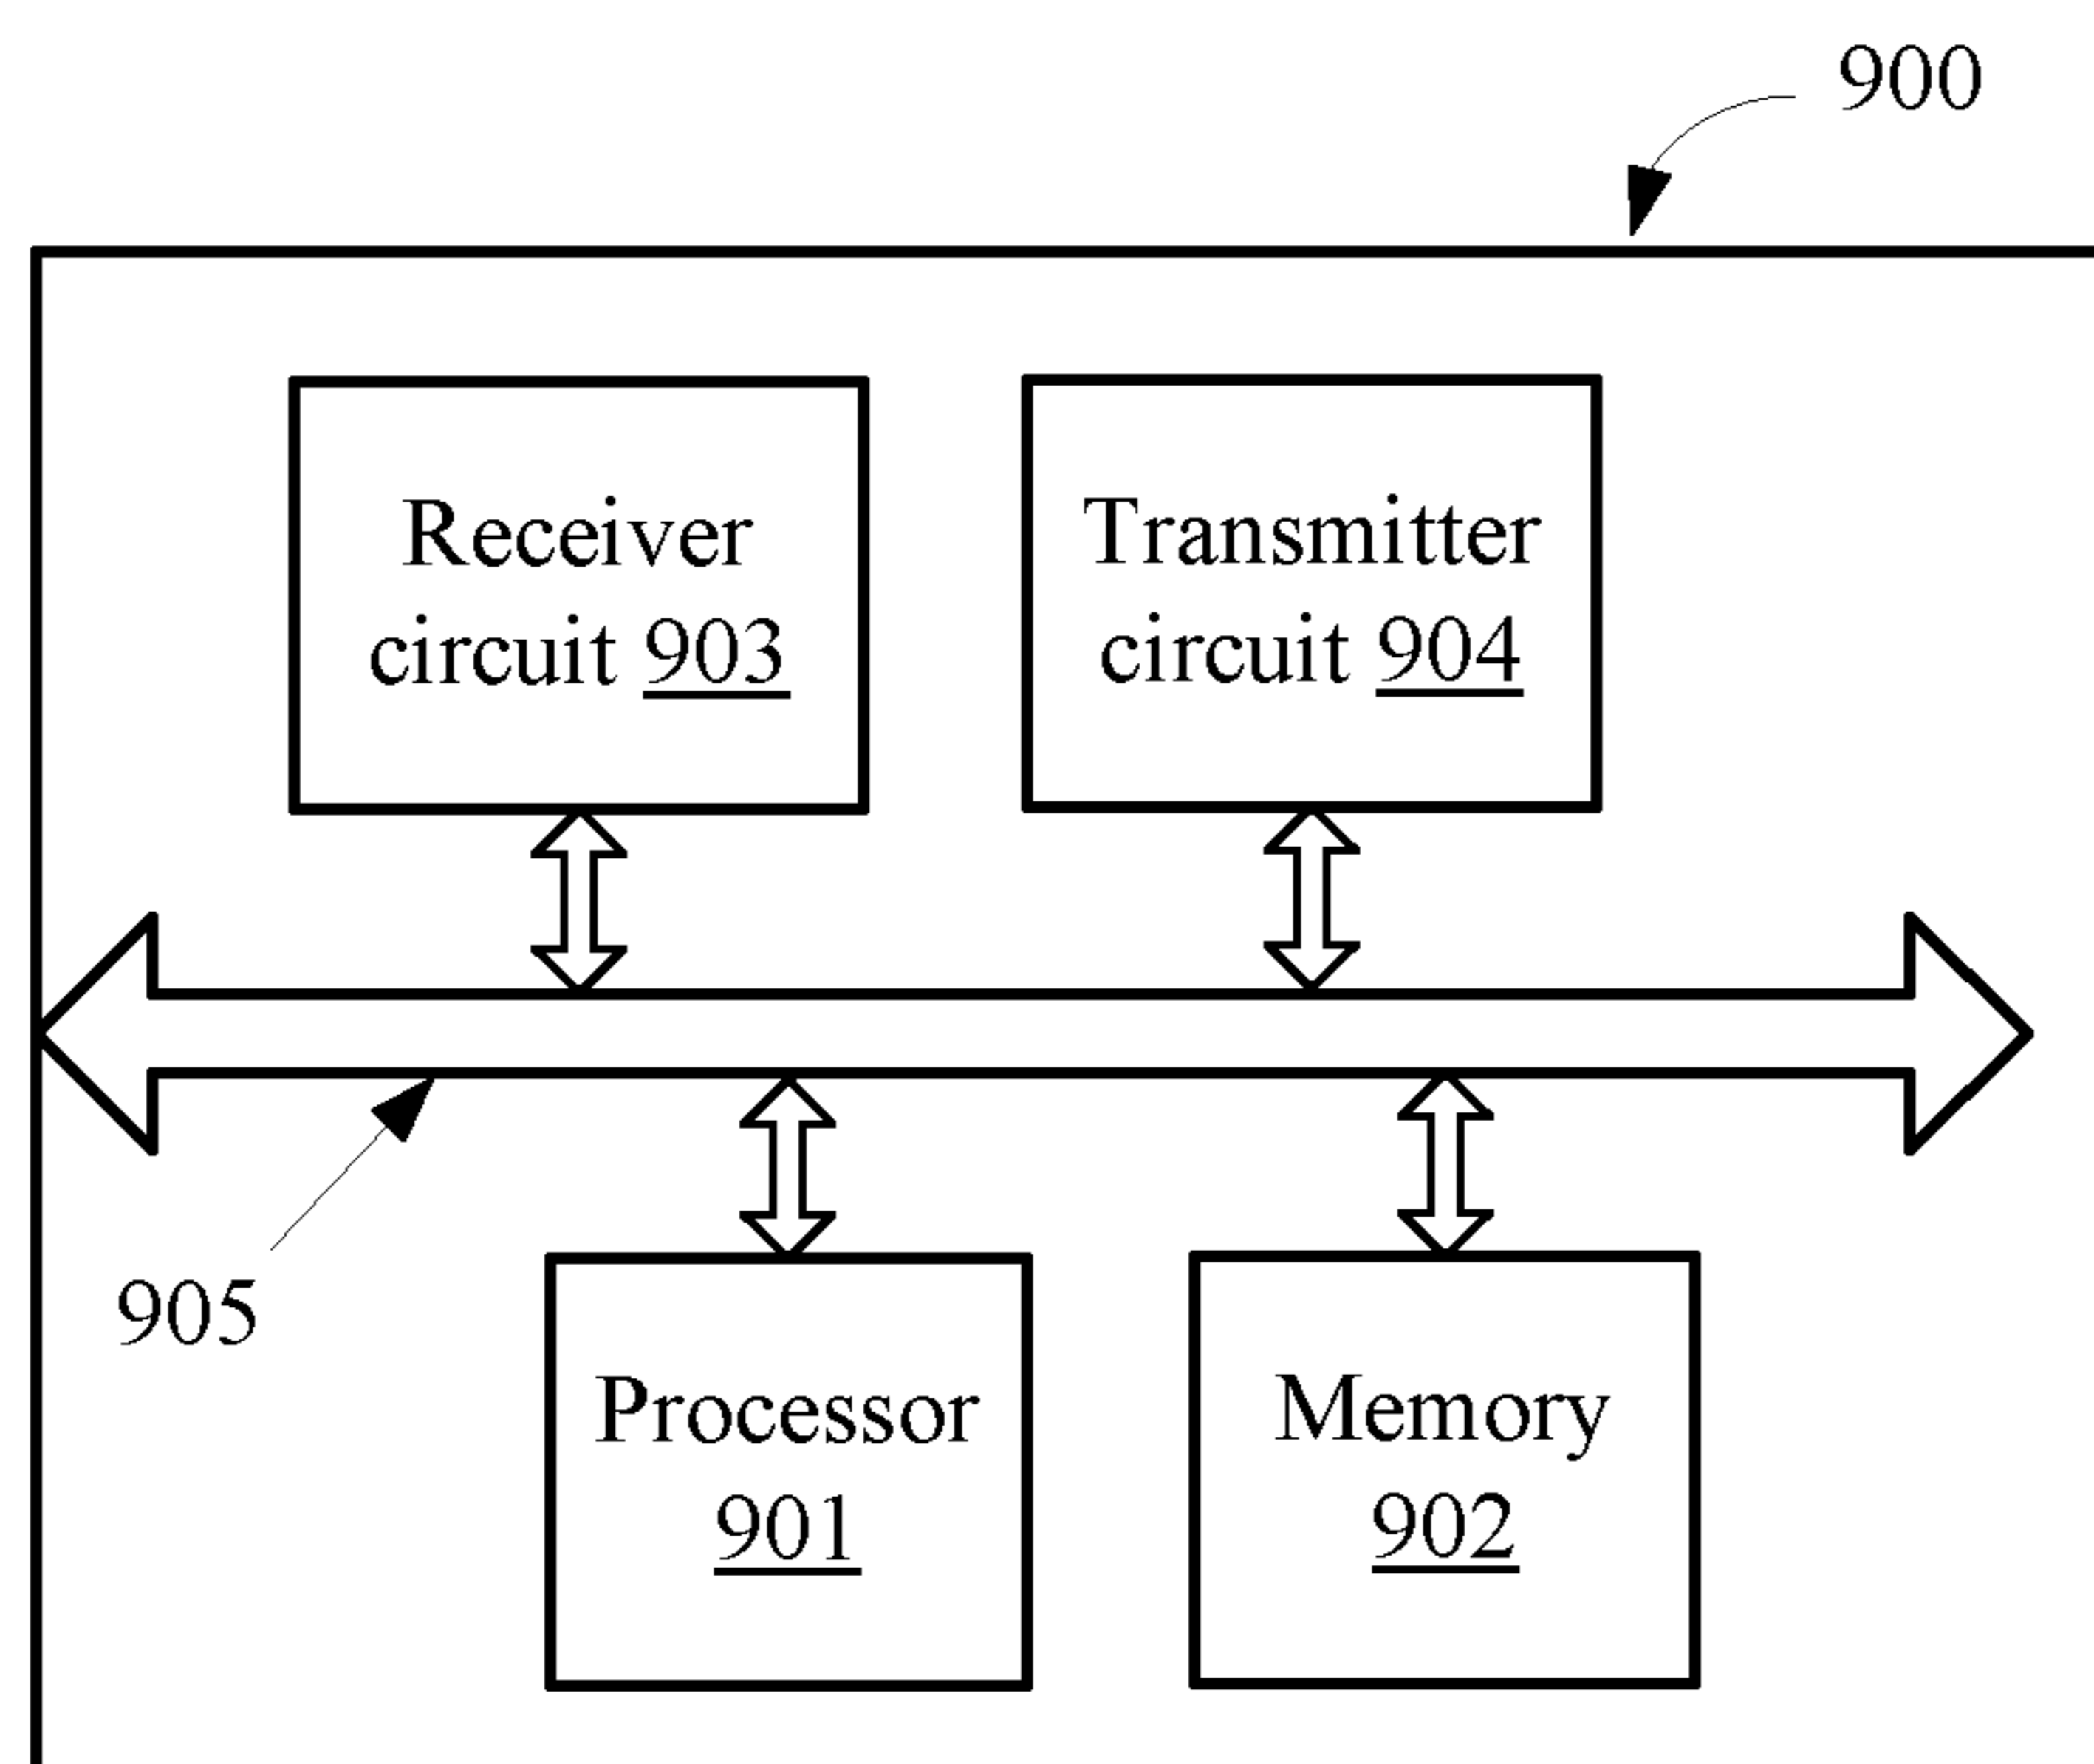 900
Receiver
circuit 903
Transmitter
circuit 904
905
Processor
901
Memory
902